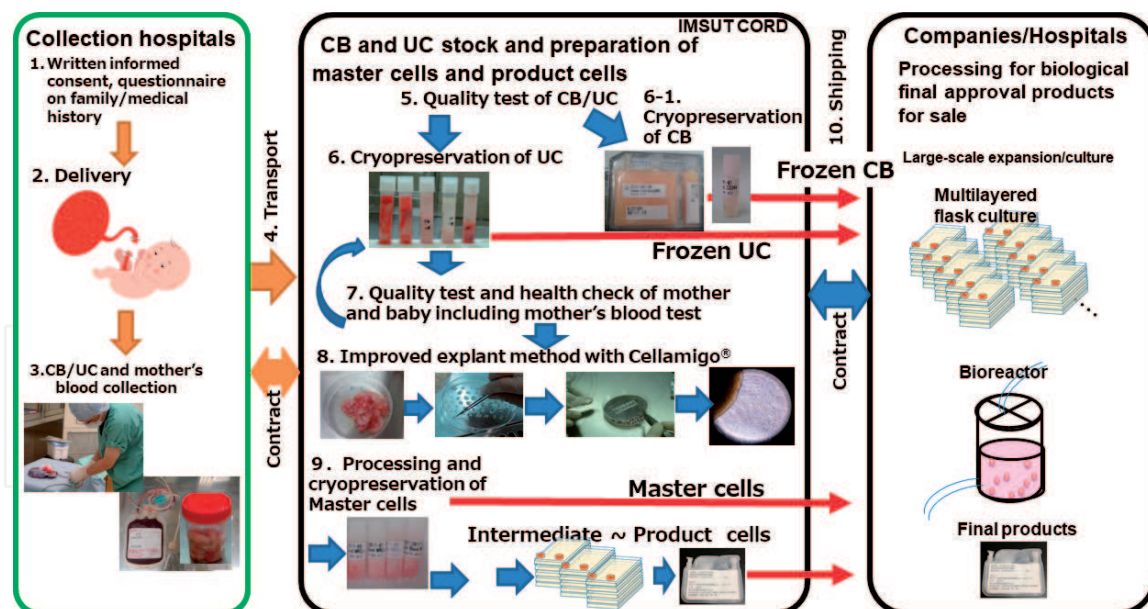 Collection hospitals
1. Written informed
consent, questionnaire
on family/medical
history
2. Delivery
3.CB/UC and mother's
blood collection
4. Transport
Contract
IMSUT CORD
CB and UC stock and preparation of
master cells and product cells
5. Quality test of CB/UC
6-1.
Cryopreservation
of CB
6. Cryopreservation of UC
Frozen CB
Frozen UC
7. Quality test and health check of mother
and baby including mother's blood test
8. Improved explant method with Cellamigo®
9. Processing and
cryopreservation of
Master cells
Master cells
Intermediate ~ Product cells
10. Shipping
Contract
Companies/Hospitals
Processing for biological
final approval products
for sale
Large-scale expansion/culture
Multilayered
flask culture
Bioreactor
Final products